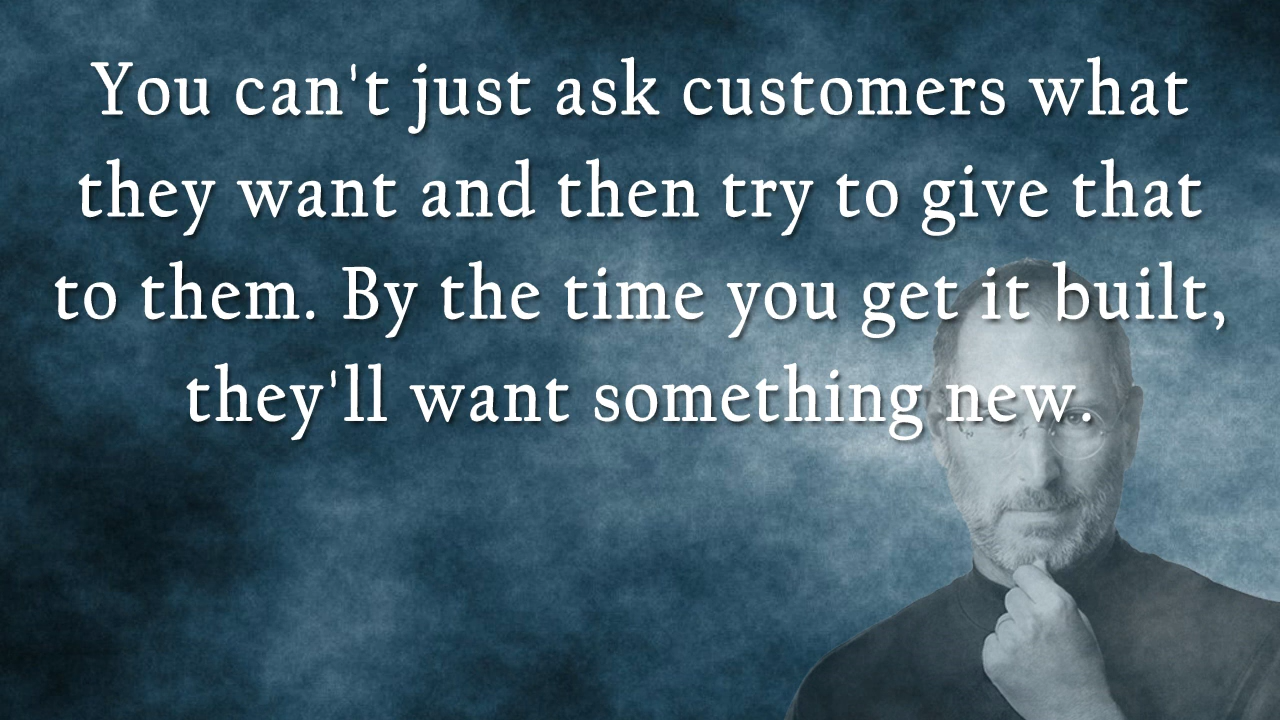 You can't just ask customers what
they want and then try to give that
to them. By the time you get it built,
they'll want something new.